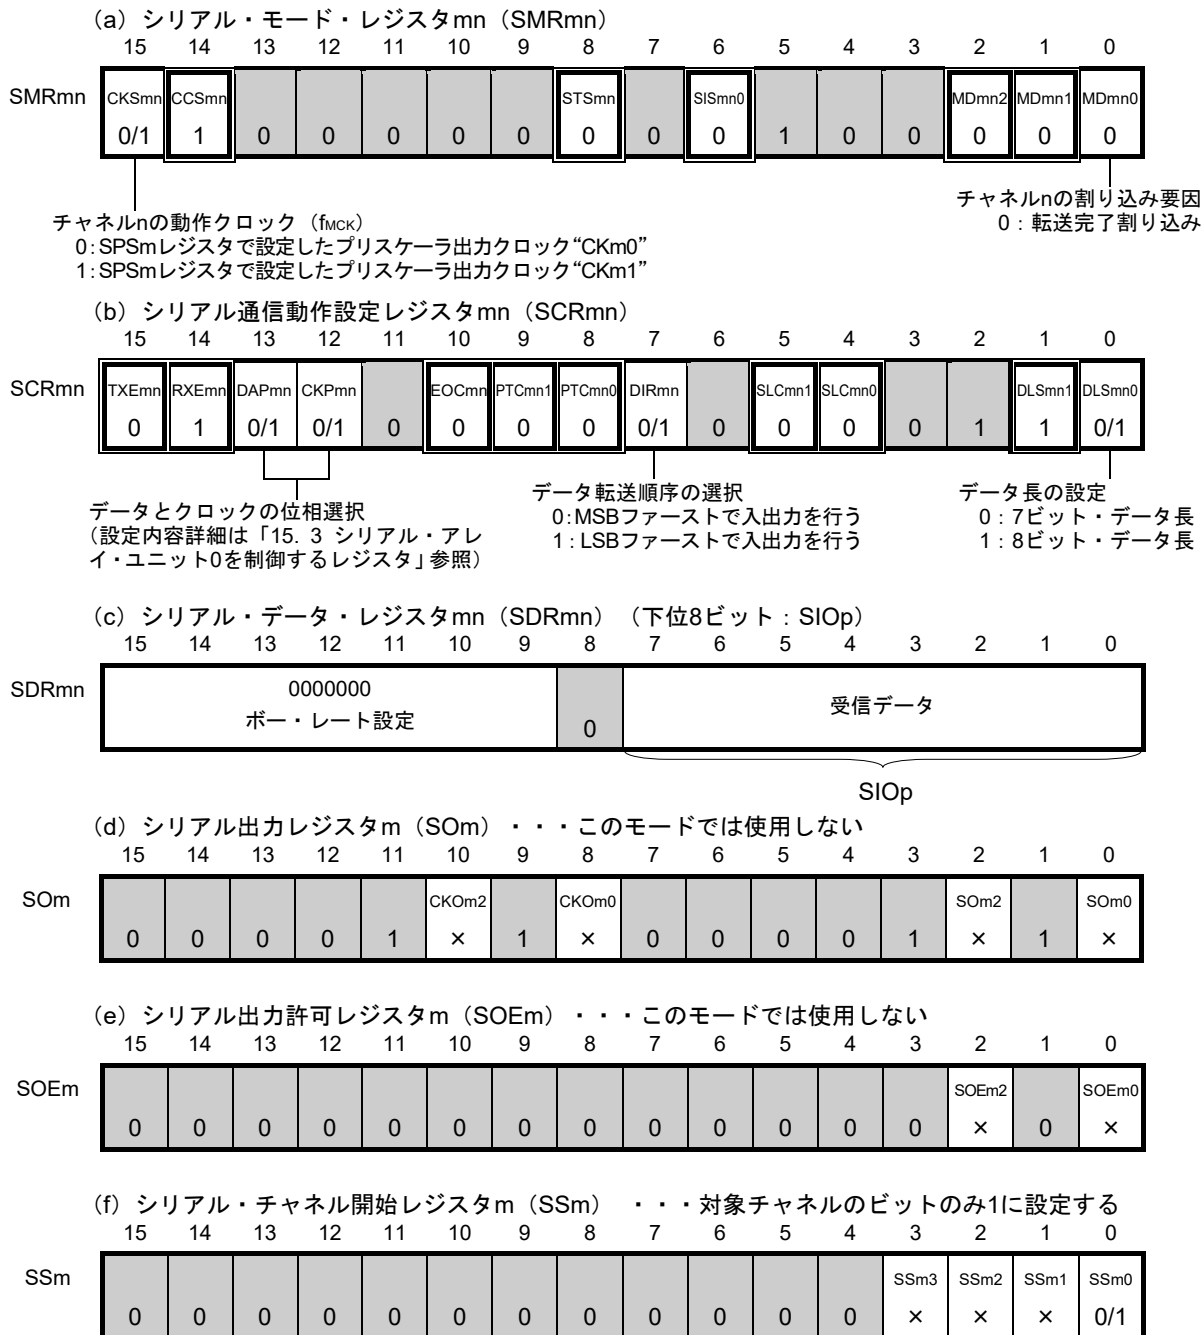 (a) シリアル・モード・レジスタmn (SMRmn)
15 14 13 12 11 10 9 8 7 6 5 4 3 2 1 0
SMRmn CKSmn CCSmn STSmn SISmn0 MDmn2 MDmn1 MDmn0
0/1 1 0 0 0 0 0 0 0 0 1 0 0 0 0 0
チャネルnの動作クロック (fMCK)
0:SPSmレジスタで設定したプリスケーラ出力クロック“CKm0”
1:SPSmレジスタで設定したプリスケーラ出力クロック“CKm1”
チャネルnの割り込み要因
0:転送完了割り込み
(b) シリアル通信動作設定レジスタmn (SCRmn)
15 14 13 12 11 10 9 8 7 6 5 4 3 2 1 0
SCRmn TXEmn RXEmn DAPmn CKPmn EOCmn PTCmn1 PTCmn0 DIRmn SLCmn1 SLCmn0 DLSmn1 DLSmn0
0 1 0/1 0/1 0 0 0 0 0/1 0 0 0 0 1 1 0/1
データとクロックの位相選択
(設定内容詳細は「15. 3 シリアル・アレ
イ・ユニット0を制御するレジスタ」参照)
データ転送順序の選択
0:MSBファーストで入出力を行う
1:LSBファーストで入出力を行う
データ長の設定
0:7ビット・データ長
1:8ビット・データ長
(c) シリアル・データ・レジスタmn (SDRmn) (下位8ビット:SIOp)
15 14 13 12 11 10 9 8 7 6 5 4 3 2 1 0
SDRmn 0000000
ボー・レート設定 0 受信データ
SIOp
(d) シリアル出力レジスタm (SOm) ・・・このモードでは使用しない
15 14 13 12 11 10 9 8 7 6 5 4 3 2 1 0
SOm CKOm2 CKOm0 SOm2 SOm0
0 0 0 0 1 × 1 × 0 0 0 0 1 × 1 ×
(e) シリアル出力許可レジスタm (SOEm) ・・・このモードでは使用しない
15 14 13 12 11 10 9 8 7 6 5 4 3 2 1 0
SOEm SOEm2 SOEm0
0 0 0 0 0 0 0 0 0 0 0 0 0 × 0 ×
(f) シリアル・チャネル開始レジスタm (SSm) ・・・対象チャネルのビットのみ1に設定する
15 14 13 12 11 10 9 8 7 6 5 4 3 2 1 0
SSm SSm3 SSm2 SSm1 SSm0
0 0 0 0 0 0 0 0 0 0 0 0 × × × 0/1